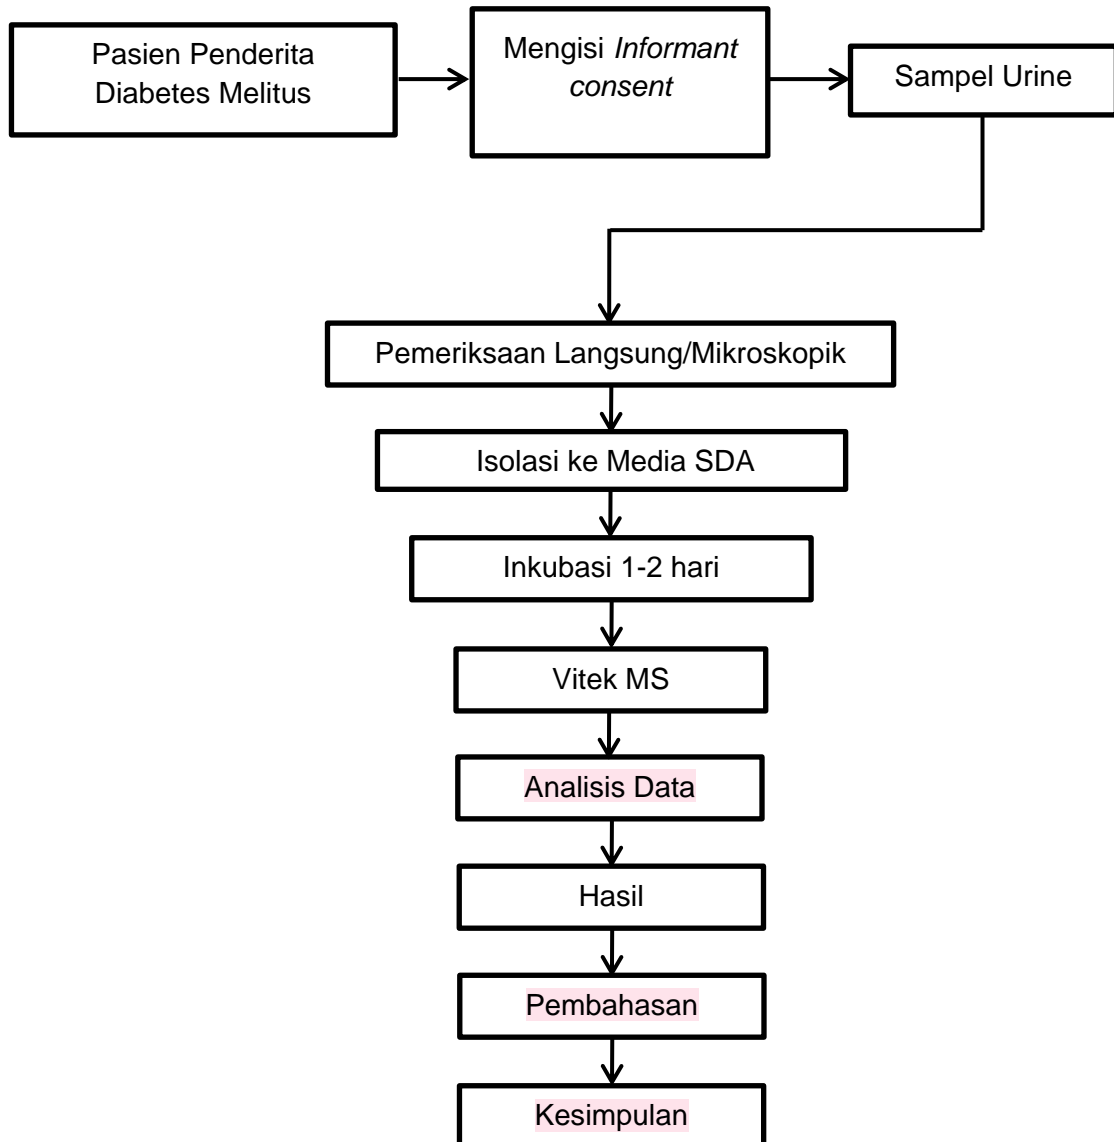 Pasien Penderita
Diabetes Melitus
Mengisi Informant
consent
Sampel Urine
Pemeriksaan Langsung/Mikroskopik
Isolasi ke Media SDA
Inkubasi 1-2 hari
Vitek MS
Analisis Data
Hasil
Pembahasan
Kesimpulan